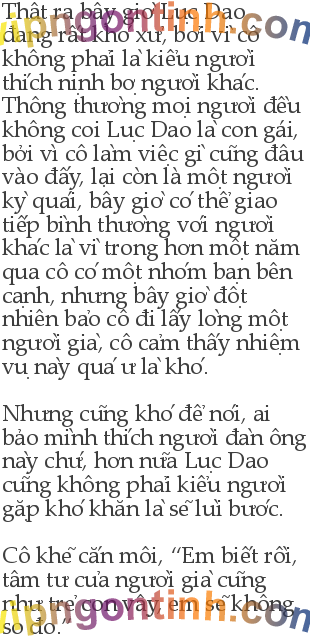 Thật ra bây giờ Lục Dao
đang rất khó xử, bởi vì cô
không phải là kiểu người
thích nịnh bợ người khác.
Thông thường mọi người đều
không coi Lục Dao là con gái,
bởi vì cô làm việc gì cũng đâu
vào đấy, lại còn là một người
kỳ quái, bây giờ có thể giao
tiếp bình thường với người
khác là vì trong hơn một năm
qua cô có một nhóm bạn bên
cạnh, nhưng bây giờ đột
nhiên bảo cô đi lấy lòng một
người già, cô cảm thấy nhiệm
vụ này quá ư là khó.
Nhưng cũng khó để nói, ai
bảo mình thích người đàn ông
này chứ, hơn nữa Lục Dao
cũng không phải kiểu người
gặp khó khăn là sẽ lùi bước.
Cô khẽ cắn môi, “Em biết rồi,
tâm tư của người già cũng
như trẻ con vậy, em sẽ không
sợ đó.”
vipngontinh.com
vipngontinh.com